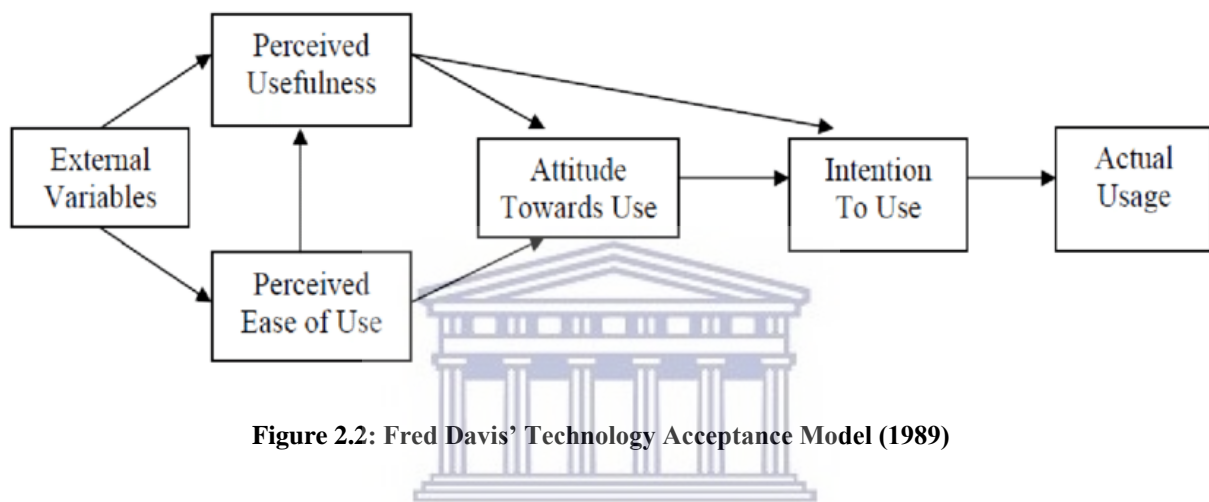 Perceived
Usefulness
External
Variables
Attitude
Towards Use
Intention
To Use
Actual
Usage
Perceived
Ease of Use
Figure 2.2: Fred Davis’ Technology Acceptance Model (1989)